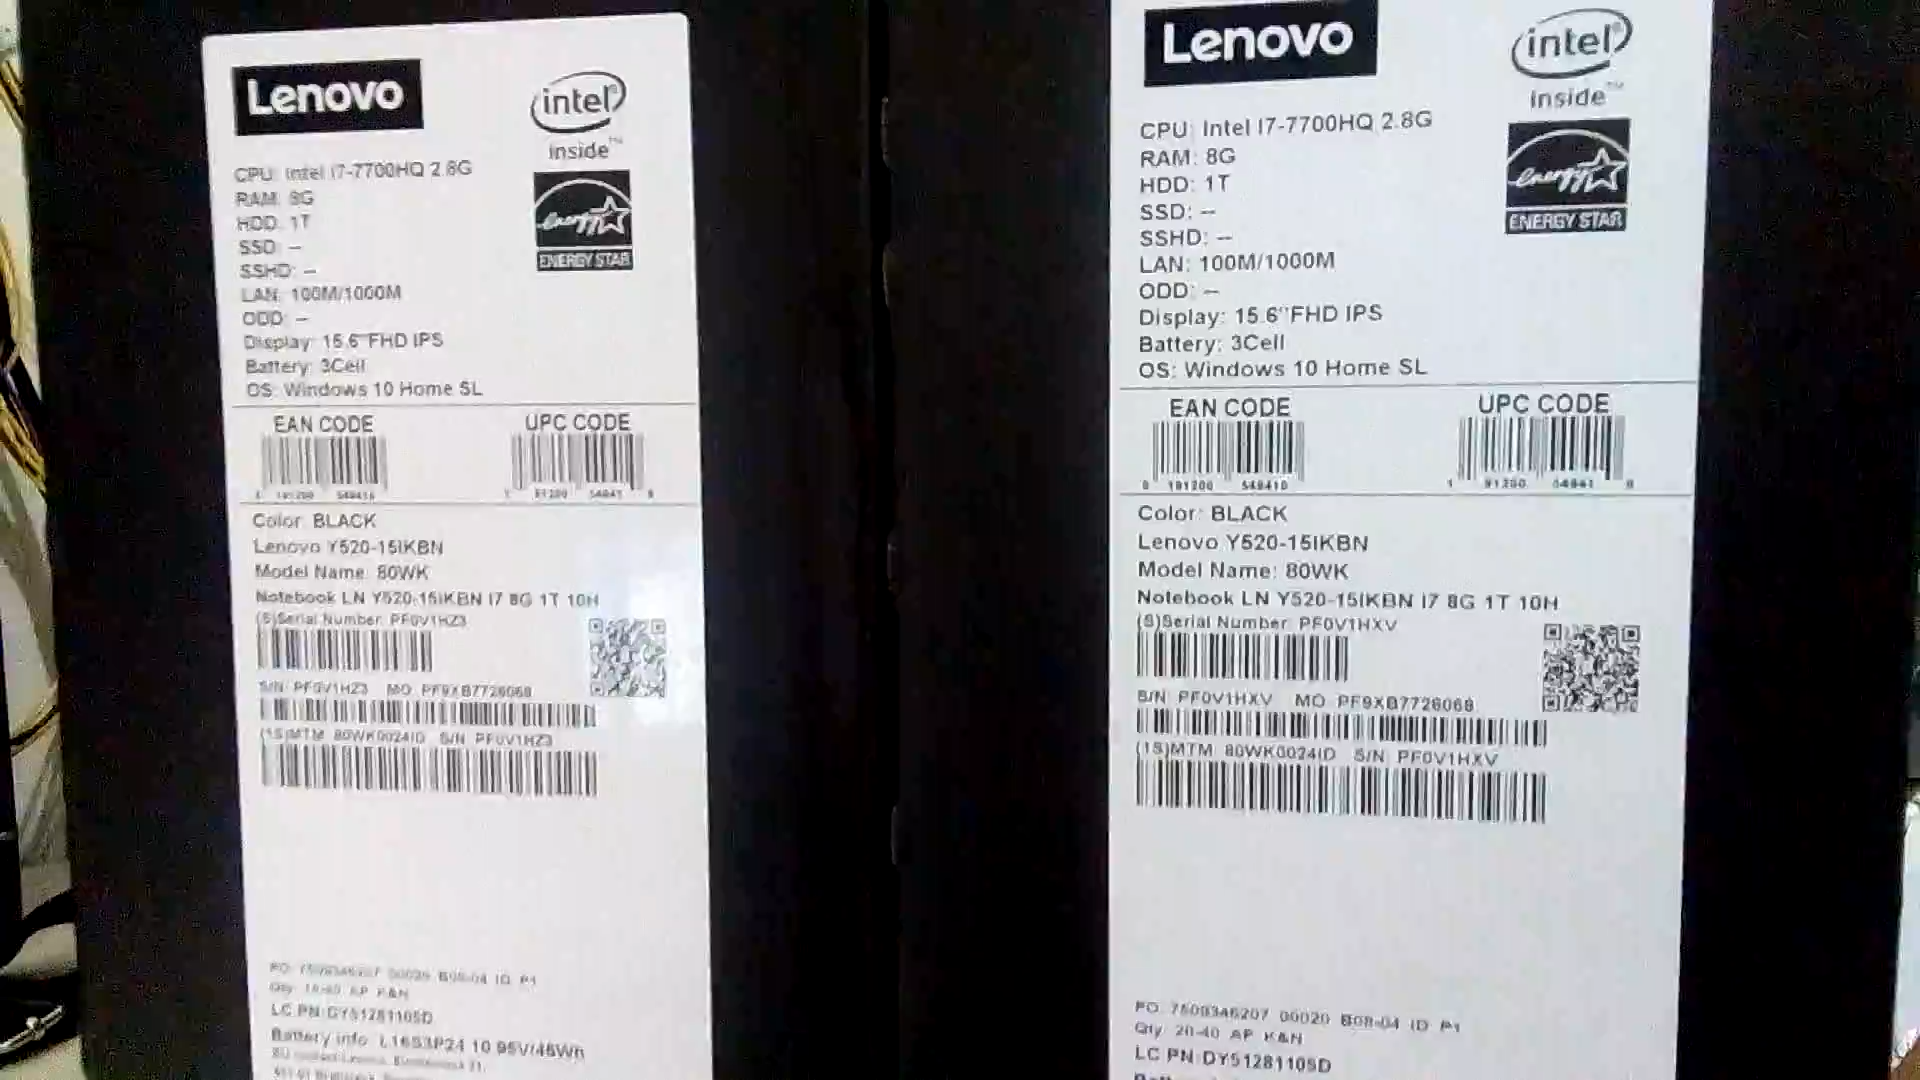 Lenovo
intel
inside™
CPU: Intel I7-7700HQ 2.8G
RAM: 8G
HDD: 1T
SSD: --
SSHD: --
LAN: 100M/1000M
ODD: --
Display: 15.6"FHD IPS
Battery: 3Cell
OS: Windows 10 Home SL
ENERGY STAR
EAN CODE
UPC CODE
Color: BLACK
Lenovo Y520-15IKBN
Model Name: 80WK
Notebook LN Y520-15IKBN I7 8G 1T 10H
(S)Serial Number: PF0V1HZ3
S/N: PF0V1HZ3 MO: PF9XB7726068
(1S)MTM: 80WK0024ID S/N: PF0V1HZ3
LC PN:DY51281105D
Battery info: L16S3P24 10.95V/45Wh
Lenovo
intel
inside™
CPU: Intel I7-7700HQ 2.8G
RAM: 8G
HDD: 1T
SSD: --
SSHD: --
LAN: 100M/1000M
ODD: --
Display: 15.6"FHD IPS
Battery: 3Cell
OS: Windows 10 Home SL
energy
ENERGY STAR
EAN CODE
UPC CODE
Color: BLACK
Lenovo Y520-15IKBN
Model Name: 80WK
Notebook LN Y520-15IKBN I7 8G 1T 10H
(S)Serial Number: PF0V1HXV
S/N: PF0V1HXV MO: PF9XB7726068
(1S)MTM: 80WK0024ID S/N: PF0V1HXV
PO: 7509346207 00020 B08-04 ID P1
Qty: 20-40 AP K&N
LC PN:DY51281105D